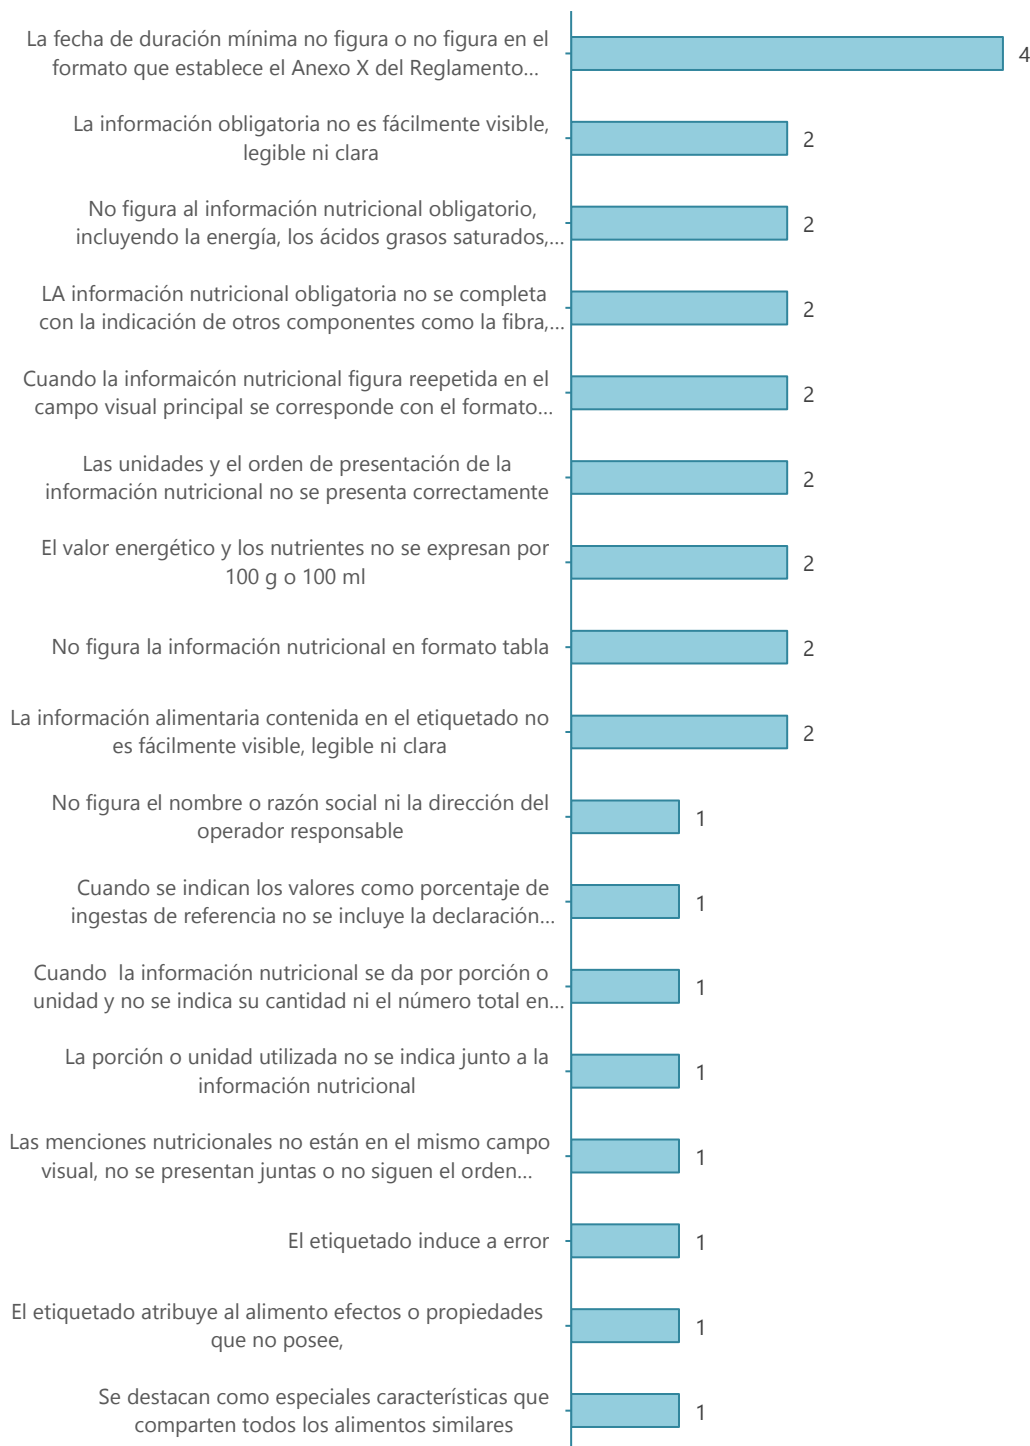 La fecha de duración mínima no figura o no figura en el
formato que establece el Anexo X del Reglamento...
4
La información obligatoria no es fácilmente visible,
legible ni clara
2
No figura al información nutricional obligatorio,
incluyendo la energía, los ácidos grasos saturados,...
2
LA información nutricional obligatoria no se completa
con la indicación de otros componentes como la fibra,...
2
Cuando la informaicón nutricional figura reepetida en el
campo visual principal se corresponde con el formato...
2
Las unidades y el orden de presentación de la
información nutricional no se presenta correctamente
2
El valor energético y los nutrientes no se expresan por
100 g o 100 ml
2
No figura la información nutricional en formato tabla
2
La información alimentaria contenida en el etiquetado no
es fácilmente visible, legible ni clara
2
No figura el nombre o razón social ni la dirección del
operador responsable
1
Cuando se indican los valores como porcentaje de
ingestas de referencia no se incluye la declaración...
1
Cuando  la información nutricional se da por porción o
unidad y no se indica su cantidad ni el número total en...
1
La porción o unidad utilizada no se indica junto a la
información nutricional
1
Las menciones nutricionales no están en el mismo campo
visual, no se presentan juntas o no siguen el orden...
1
El etiquetado induce a error
1
El etiquetado atribuye al alimento efectos o propiedades
que no posee,
1
Se destacan como especiales características que
comparten todos los alimentos similares
1